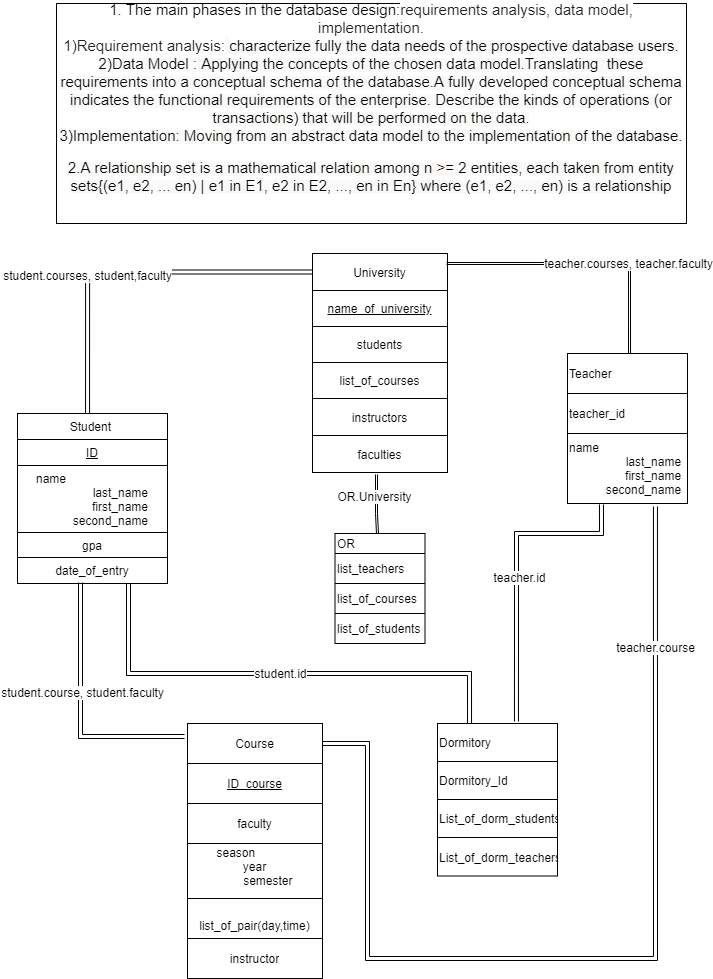 1. The main phases in the database design:requirements analysis, data model,
implementation.
1)Requirement analysis: characterize fully the data needs of the prospective database users.
2)Data Model : Applying the concepts of the chosen data model.Translating these
requirements into a conceptual schema of the database.A fully developed conceptual schema
indicates the functional requirements of the enterprise. Describe the kinds of operations (or
transactions) that will be performed on the data.
3)Implementation: Moving from an abstract data model to the implementation of the database.
2.A relationship set is a mathematical relation among n >= 2 entities, each taken from entity
sets{(e1, e2, ... en) | e1 in E1, e2 in E2, ..., en in En} where (e1, e2, ..., en) is a relationship
student.courses, student,faculty
teacher.courses, teacher.faculty
University
name_of_university
students
list_of_courses
instructors
faculties
Teacher
teacher_id
name
last_name
first_name
second_name
Student
ID
name
last_name
first_name
second_name
gpa
date_of_entry
OR.University
OR
list_teachers
list_of_courses
list_of_students
teacher.id
teacher.course
student.id
student.course, student.faculty
Course
ID_course
faculty
season
year
semester
list_of_pair(day,time)
instructor
Dormitory
Dormitory_Id
List_of_dorm_students
List_of_dorm_teachers